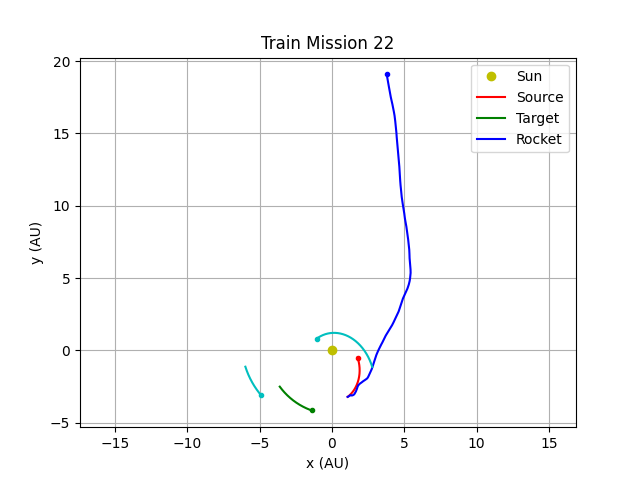 Train Mission 22
20
15
10
5
0
−5
y (AU)
−15
−10
−5
0
5
10
15
x (AU)
Sun
Source
Target
Rocket